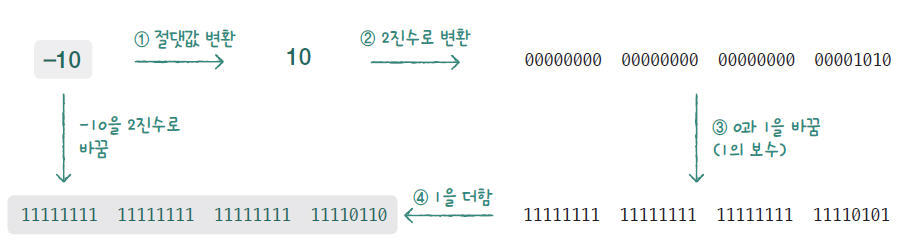 ① 절댓값 변환
② 2진수로 변환
-10
10
00000000 00000000 00000000 00001010
-10을 2진수로
바꿈
③ 0과 1을 바꿈
(1의 보수)
④ 1을 더함
11111111 11111111 11111111 11110110
11111111 11111111 11111111 11110101